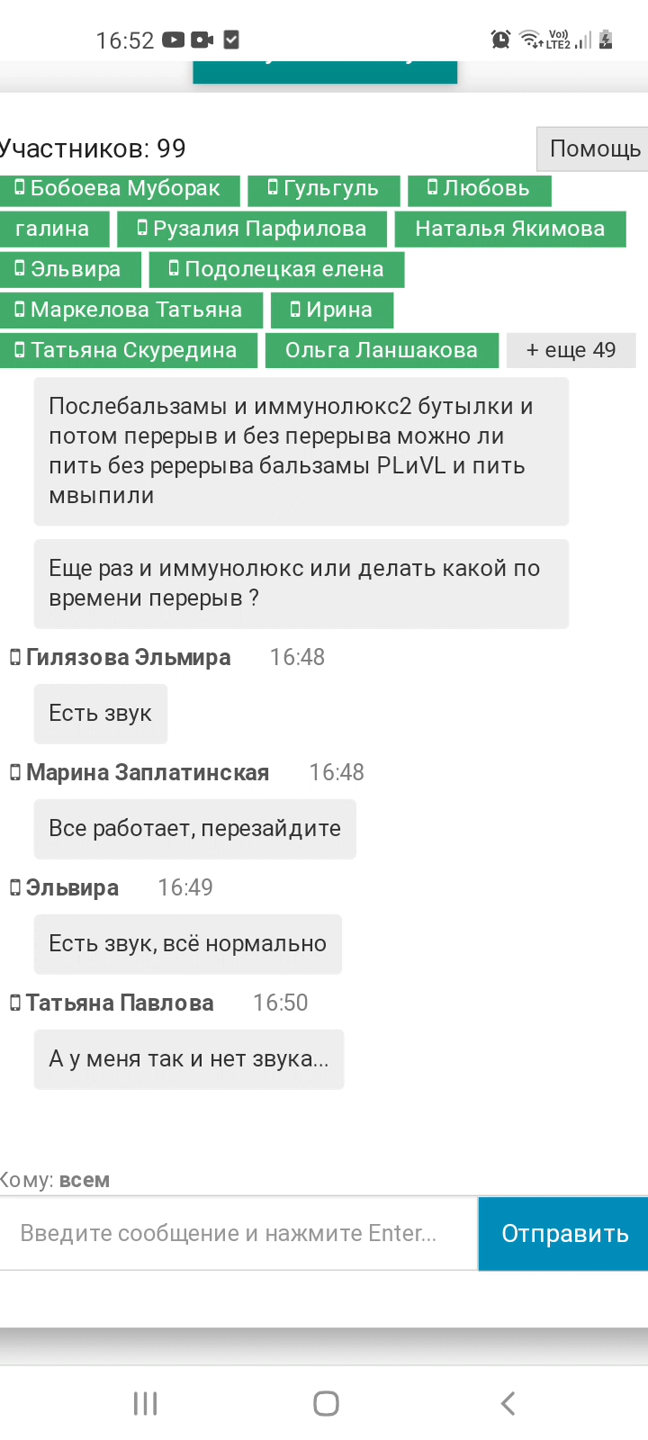 16:52
Vo))
LTE2
Участников: 99
Помощь
Бобоева Муборак
Гульгуль
Любовь
галина
Рузалия Парфилова
Наталья Якимова
Эльвира
Подолецкая елена
Маркелова Татьяна
Ирина
Татьяна Скуредина
Ольга Ланшакова
+ еще 49
Послебальзамы и иммунолюкс2 бутылки и
потом перерыв и без перерыва можно ли
пить без ререрыва бальзамы PLиVL и пить
мвыпили
Еще раз и иммунолюкс или делать какой по
времени перерыв ?
Гилязова Эльмира 16:48
Есть звук
Марина Заплатинская 16:48
Все работает, перезайдите
Эльвира 16:49
Есть звук, всё нормально
Татьяна Павлова 16:50
А у меня так и нет звука...
Кому: всем
Введите сообщение и нажмите Enter...
Отправить